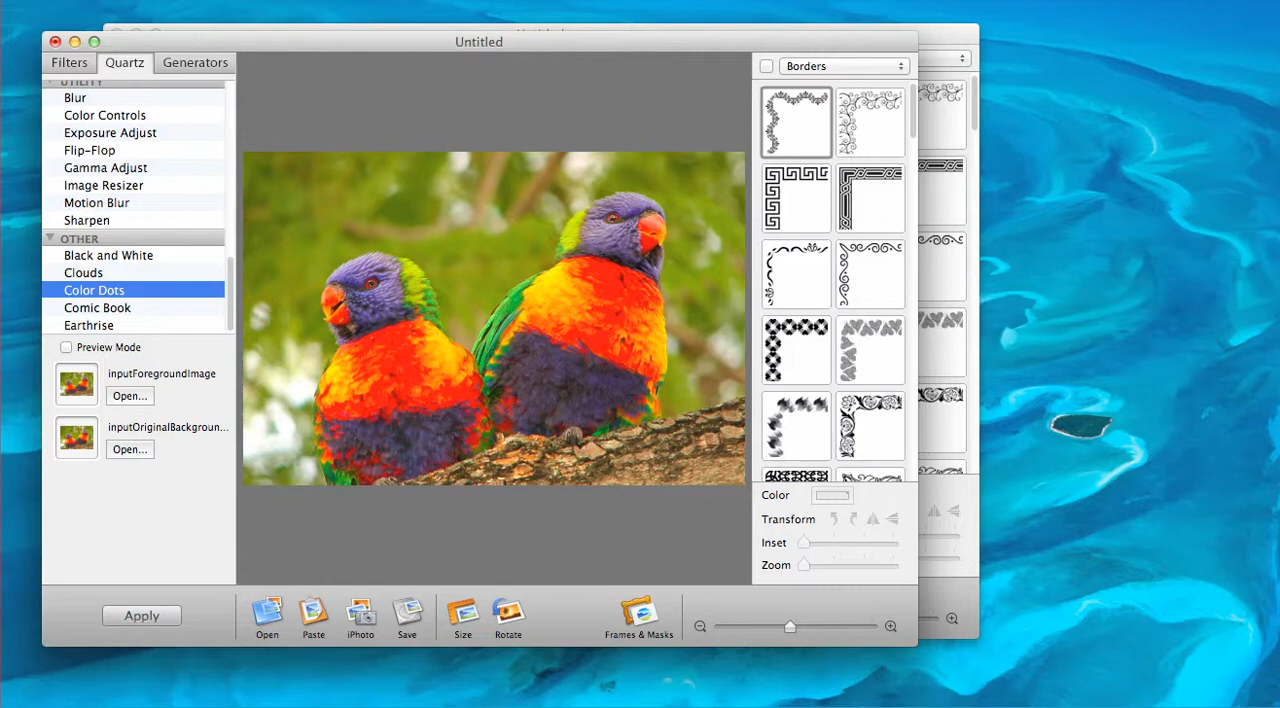 Untitled
Filters
Quartz
Generators
UTILITY
Blur
Color Controls
Exposure Adjust
Flip-Flop
Gamma Adjust
Image Resizer
Motion Blur
Sharpen
OTHER
Black and White
Clouds
Color Dots
Comic Book
Earthrise
Preview Mode
inputForegroundImage
Open...
inputOriginalBackgroun...
Open...
Apply
Borders
Color
Transform
Inset
Zoom
Open
Paste
iPhoto
Save
Size
Rotate
Frames & Masks